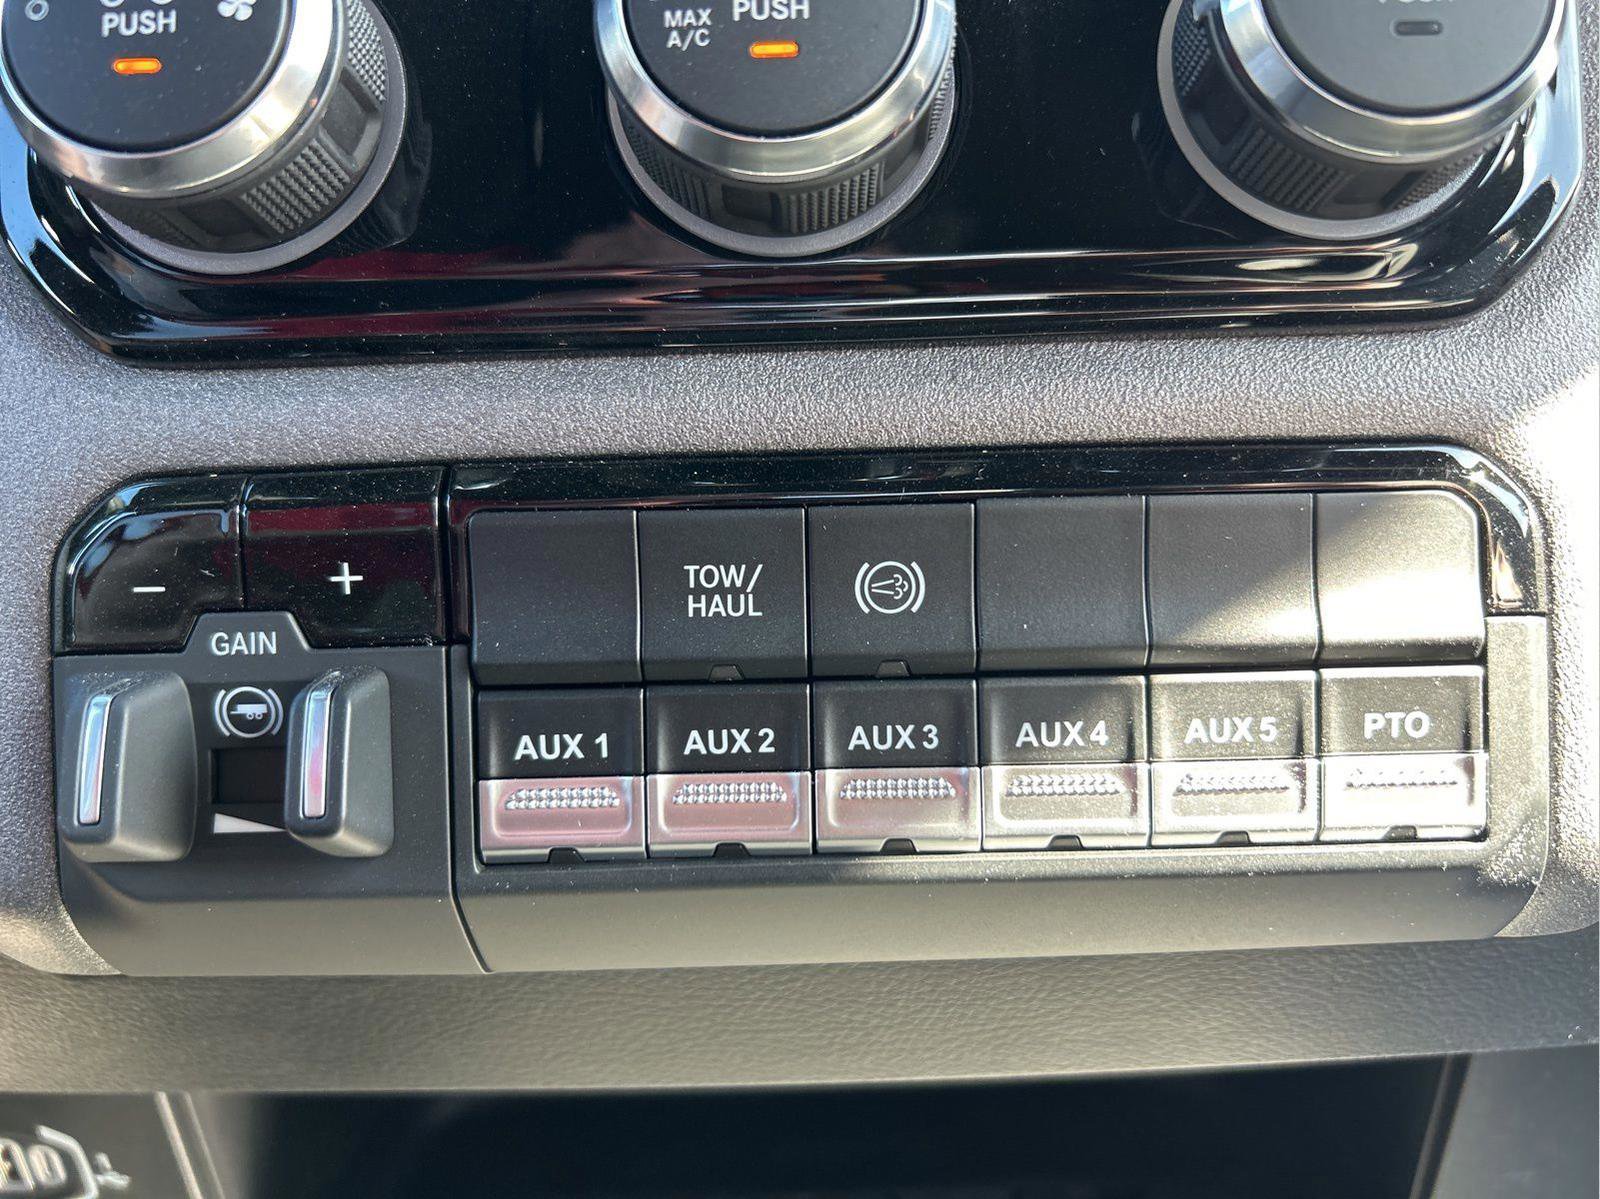 PUSH
MAX
A/C
PUSH
- +
GAIN
TOW/
HAUL
AUX 1
AUX 2
AUX 3
AUX 4
AUX 5
PTO